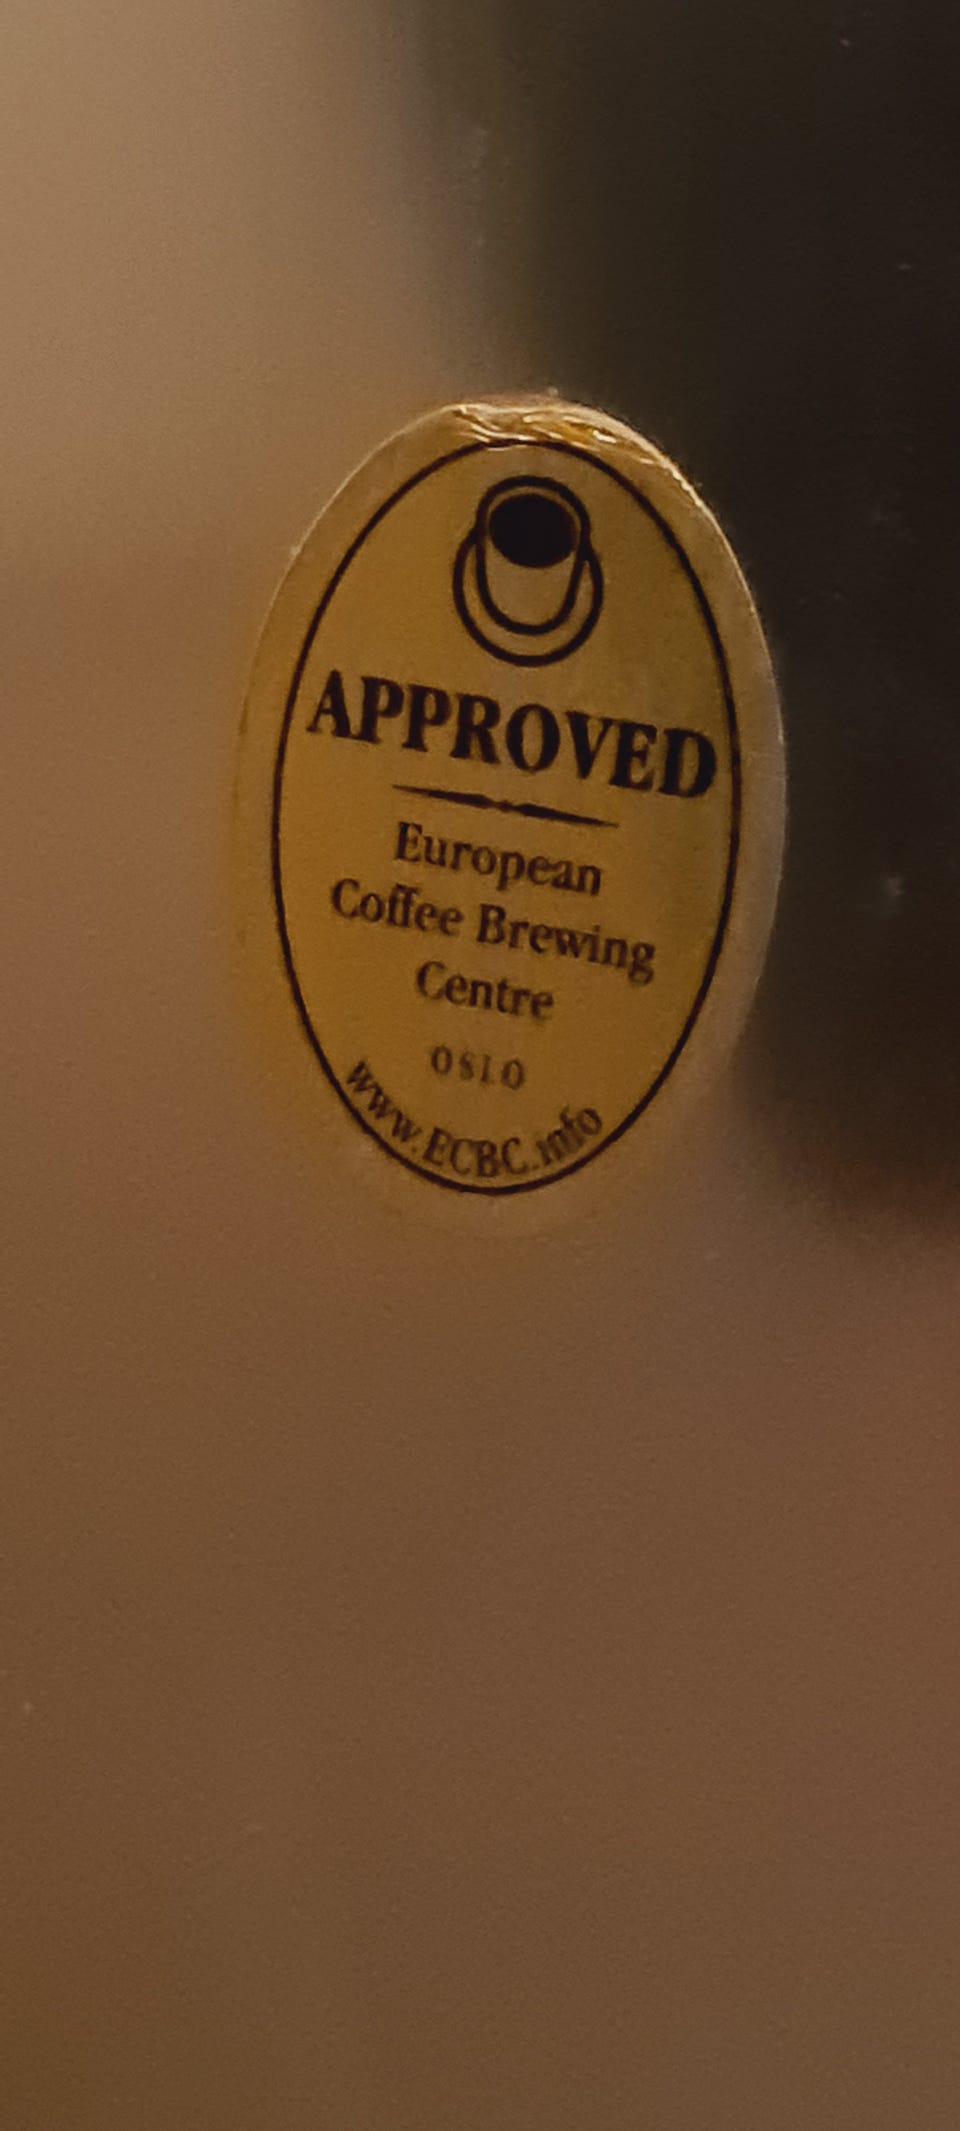 APPROVED
European
Coffee Brewing
Centre
OSLO
www.ECBC.info